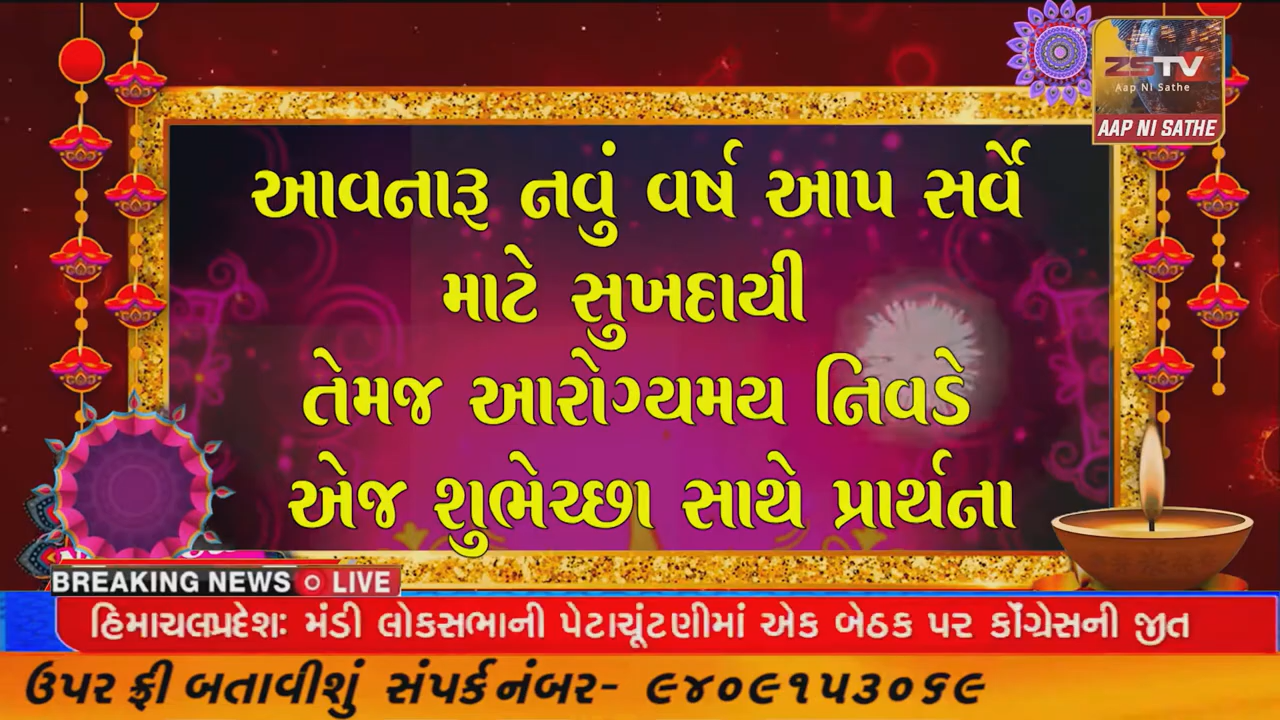 ZSTV
Aap Ni Sathe
AAP NI SATHE
આવનારૂ નવું વર્ષ આપ સર્વે
માટે સુખદાયી
તેમજ આરોગ્યમય નિવડે
એજ શુભેચ્છા સાથે પ્રાર્થના
BREAKING NEWS LIVE
હિમાચલપ્રદેશઃ મંડી લોકસભાની પેટાચૂંટણીમાં એક બેઠક પર કોંગ્રેસની જીત
ઉપર ફ્રી બતાવીશું સંપર્ક નંબર- ૯૪૦૯૧૫૩૦૬૯